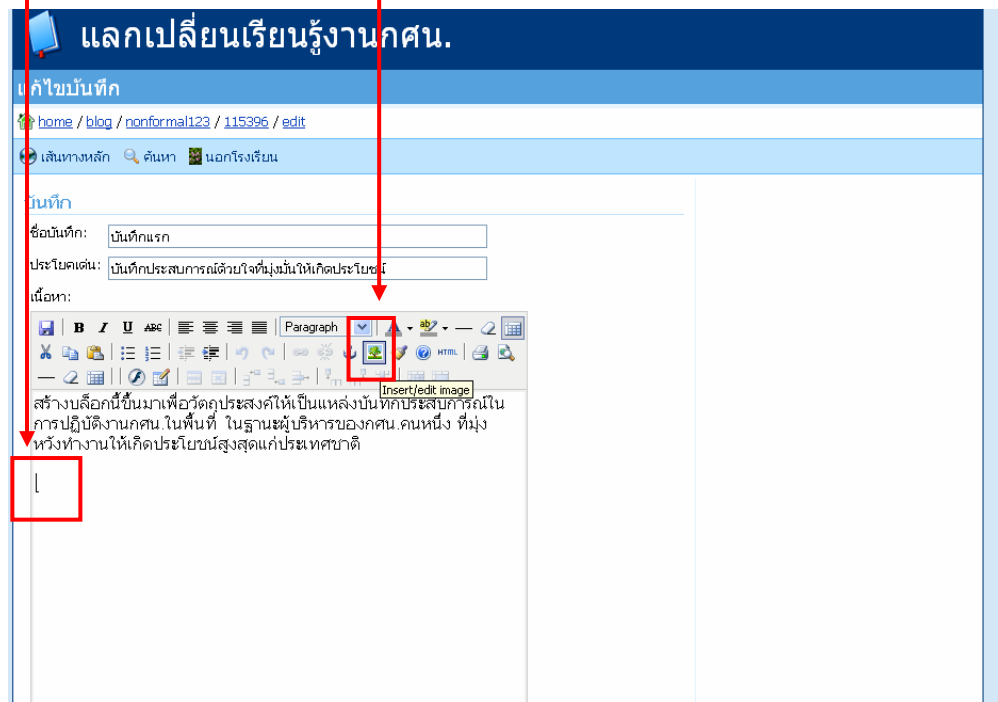 แลกเปลี่ยนเรียนรู้งานกศน.
แก้ไขบันทึก
home / blog / nonformal123 / 115396 / edit
เส้นทางหลัก ค้นหา นอกโรงเรียน
บันทึก
ชื่อบันทึก: บันทึกแรก
ประโยคเด่น: บันทึกประสบการณ์ด้วยใจที่มุ่งมั่นให้เกิดประโยชน์
เนื้อหา:
B I U ABC Paragraph A ab
HTML
Insert/edit image
สร้างบล็อกนี้ขึ้นมาเพื่อวัตถุประสงค์ให้เป็นแหล่งบันทึกประสบการณ์ใน
การปฏิบัติงานกศน.ในพื้นที่ ในฐานะผู้บริหารของกศน.คนหนึ่ง ที่มุ่ง
หวังทำงานให้เกิดประโยชน์สูงสุดแก่ประเทศชาติ